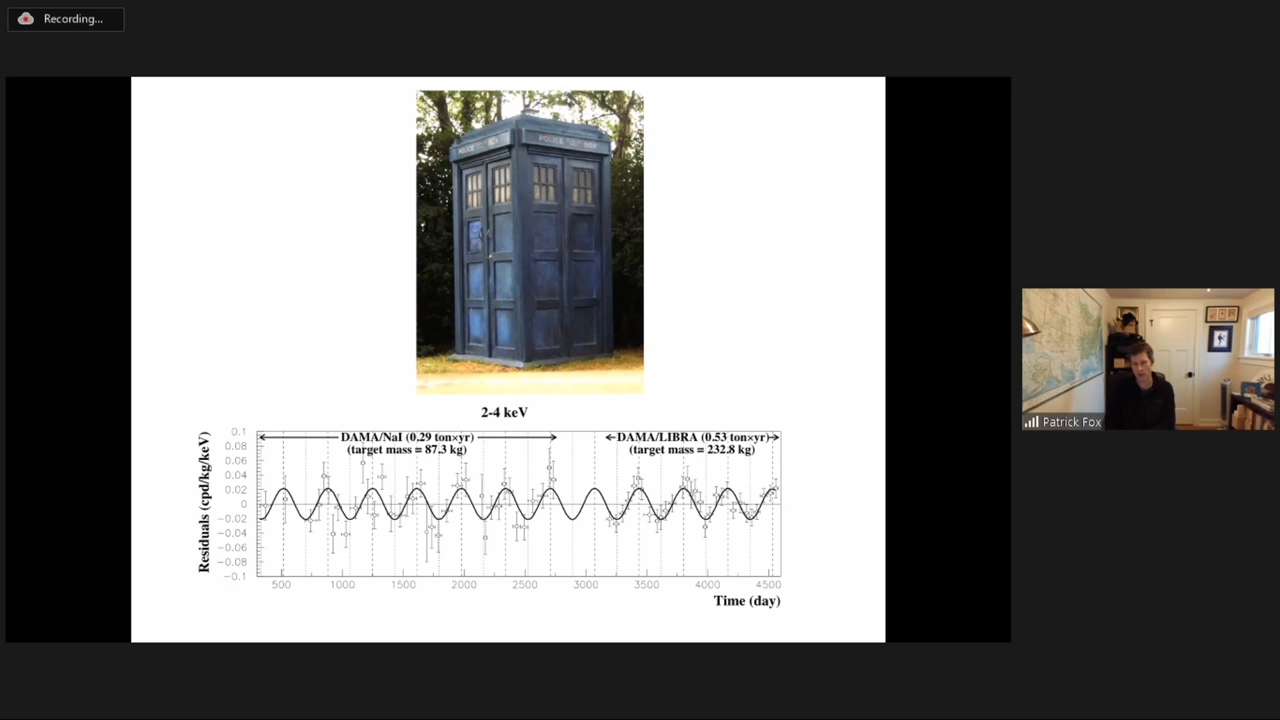 Recording...
POLICE BOX
POLICE BOX
2-4 keV
DAMA/NaI (0.29 ton×yr)
(target mass = 87.3 kg)
DAMA/LIBRA (0.53 ton×yr)
(target mass = 232.8 kg)
Residuals (cpd/kg/keV)
0.1
0.08
0.06
0.04
0.02
0
−0.02
−0.04
−0.06
−0.08
−0.1
500 1000 1500 2000 2500 3000 3500 4000 4500
Time (day)
Patrick Fox